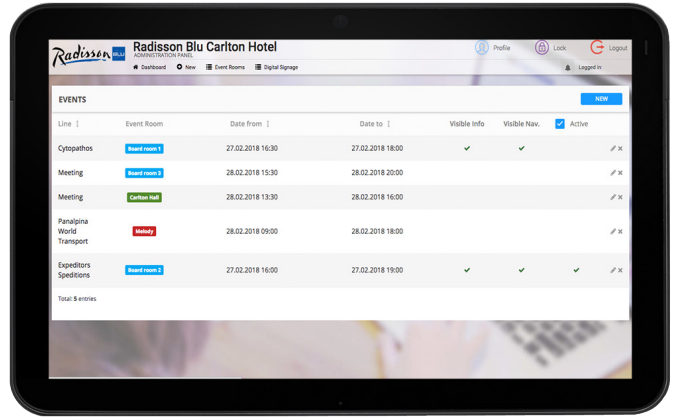 Radisson BLU
Radisson Blu Carlton Hotel
ADMINISTRATION PANEL
Profile Lock Logout
Dashboard New Event Rooms Digital Signage
Logged in
EVENTS
NEW
Line Event Room Date from Date to Visible Info Visible Nav. Active
Cytopathos Board room 1 27.02.2018 16:30 27.02.2018 18:00
Meeting Board room 3 28.02.2018 15:30 28.02.2018 20:00
Meeting Carlton Hall 28.02.2018 13:30 28.02.2018 16:00
Panalpina
World
Transport
Melody 28.02.2018 09:00 28.02.2018 18:00
Expeditors
Speditions
Board room 2 27.02.2018 16:00 27.02.2018 19:00
Total: 5 entries